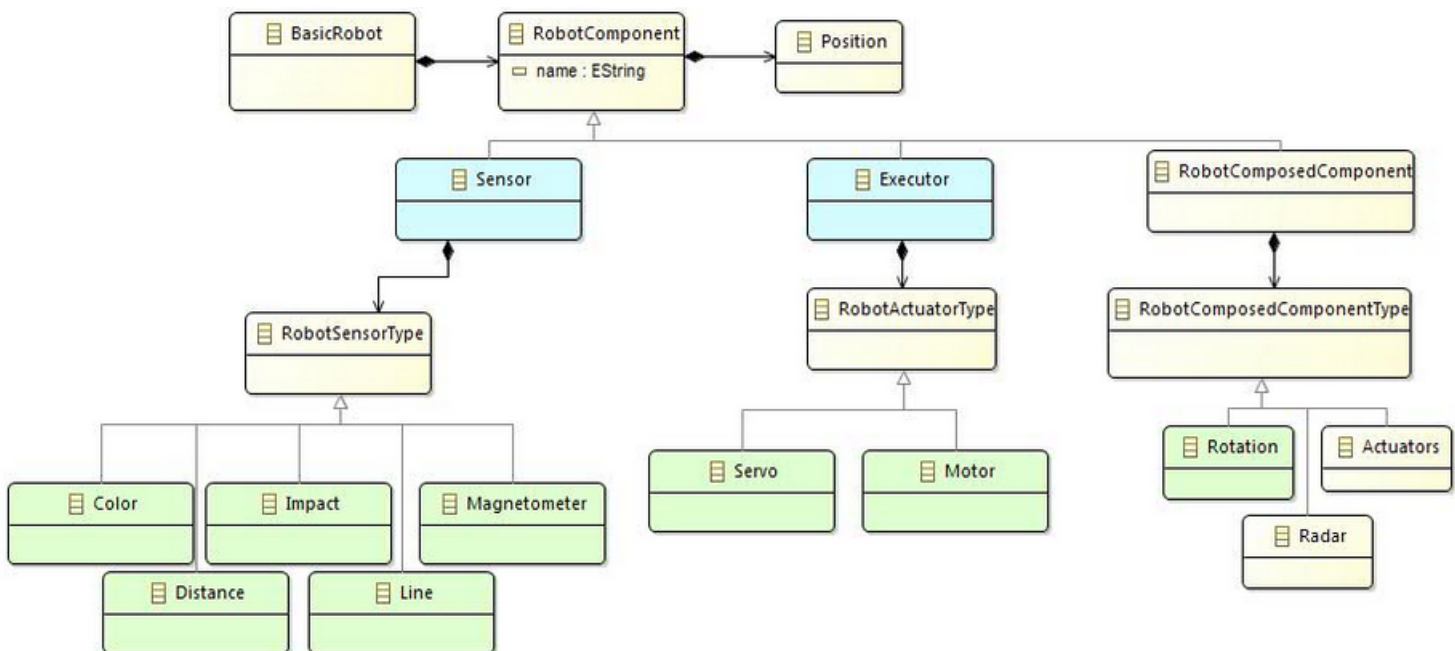 BasicRobot
RobotComponent
name : EString
Position
Sensor
Executor
RobotComposedComponent
RobotSensorType
RobotActuatorType
RobotComposedComponentType
Color
Impact
Magnetometer
Distance
Line
Servo
Motor
Rotation
Actuators
Radar